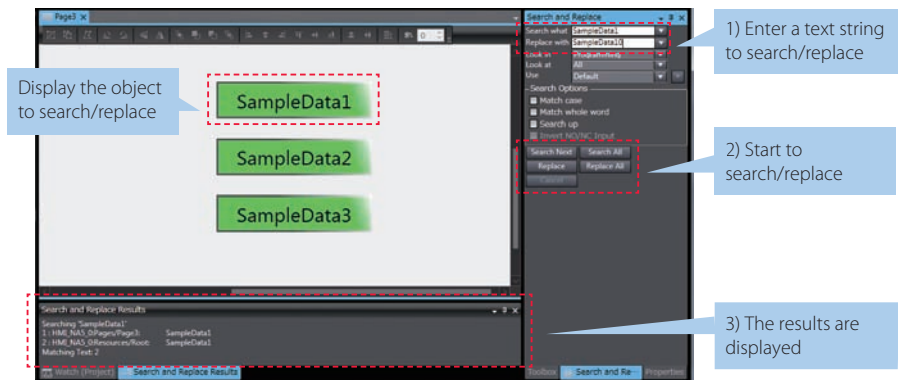 Page3 x
0
Display the object
to search/replace
SampleData1
SampleData2
SampleData3
Search and Replace
Search what SampleData1
Replace with SampleData10
Look in
Look at All
Use Default
Search Options
Match case
Match whole word
Search up
Invert NO/NC Input
Search Next Search All
Replace Replace All
Cancel
1) Enter a text string
to search/replace
2) Start to
search/replace
3) The results are
displayed
Search and Replace Results
Searching 'SampleData1'
1 : HMI_NA5_0:Pages/Page3: SampleData1
2 : HMI_NA5_0:Resources/Root: SampleData1
Matching Text: 2
Watch (Project) Search and Replace Results
Toolbox Search and Re··· Properties